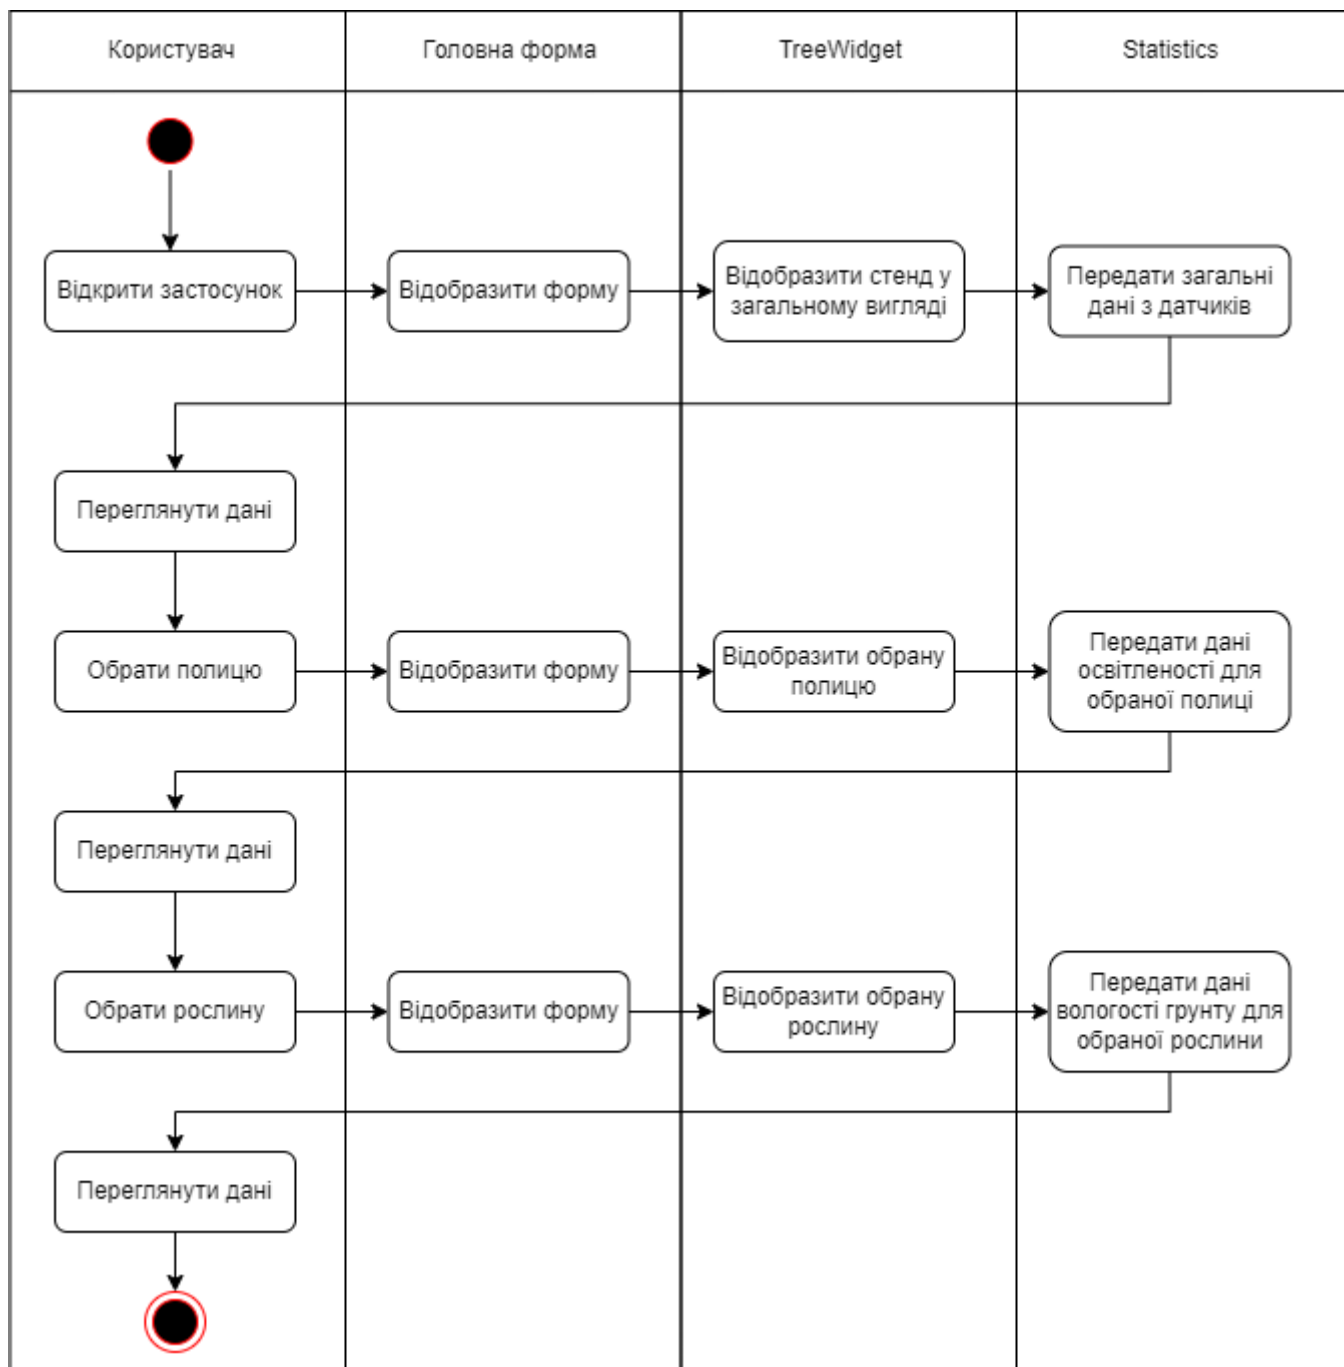 Користувач
Головна форма
TreeWidget
Statistics
Відкрити застосунок
Відобразити форму
Відобразити стенд у
загальному вигляді
Передати загальні
дані з датчиків
Переглянути дані
Обрати полицю
Відобразити форму
Відобразити обрану
полицю
Передати дані
освітленості для
обраної полиці
Переглянути дані
Обрати рослину
Відобразити форму
Відобразити обрану
рослину
Передати дані
вологості грунту для
обраної рослини
Переглянути дані